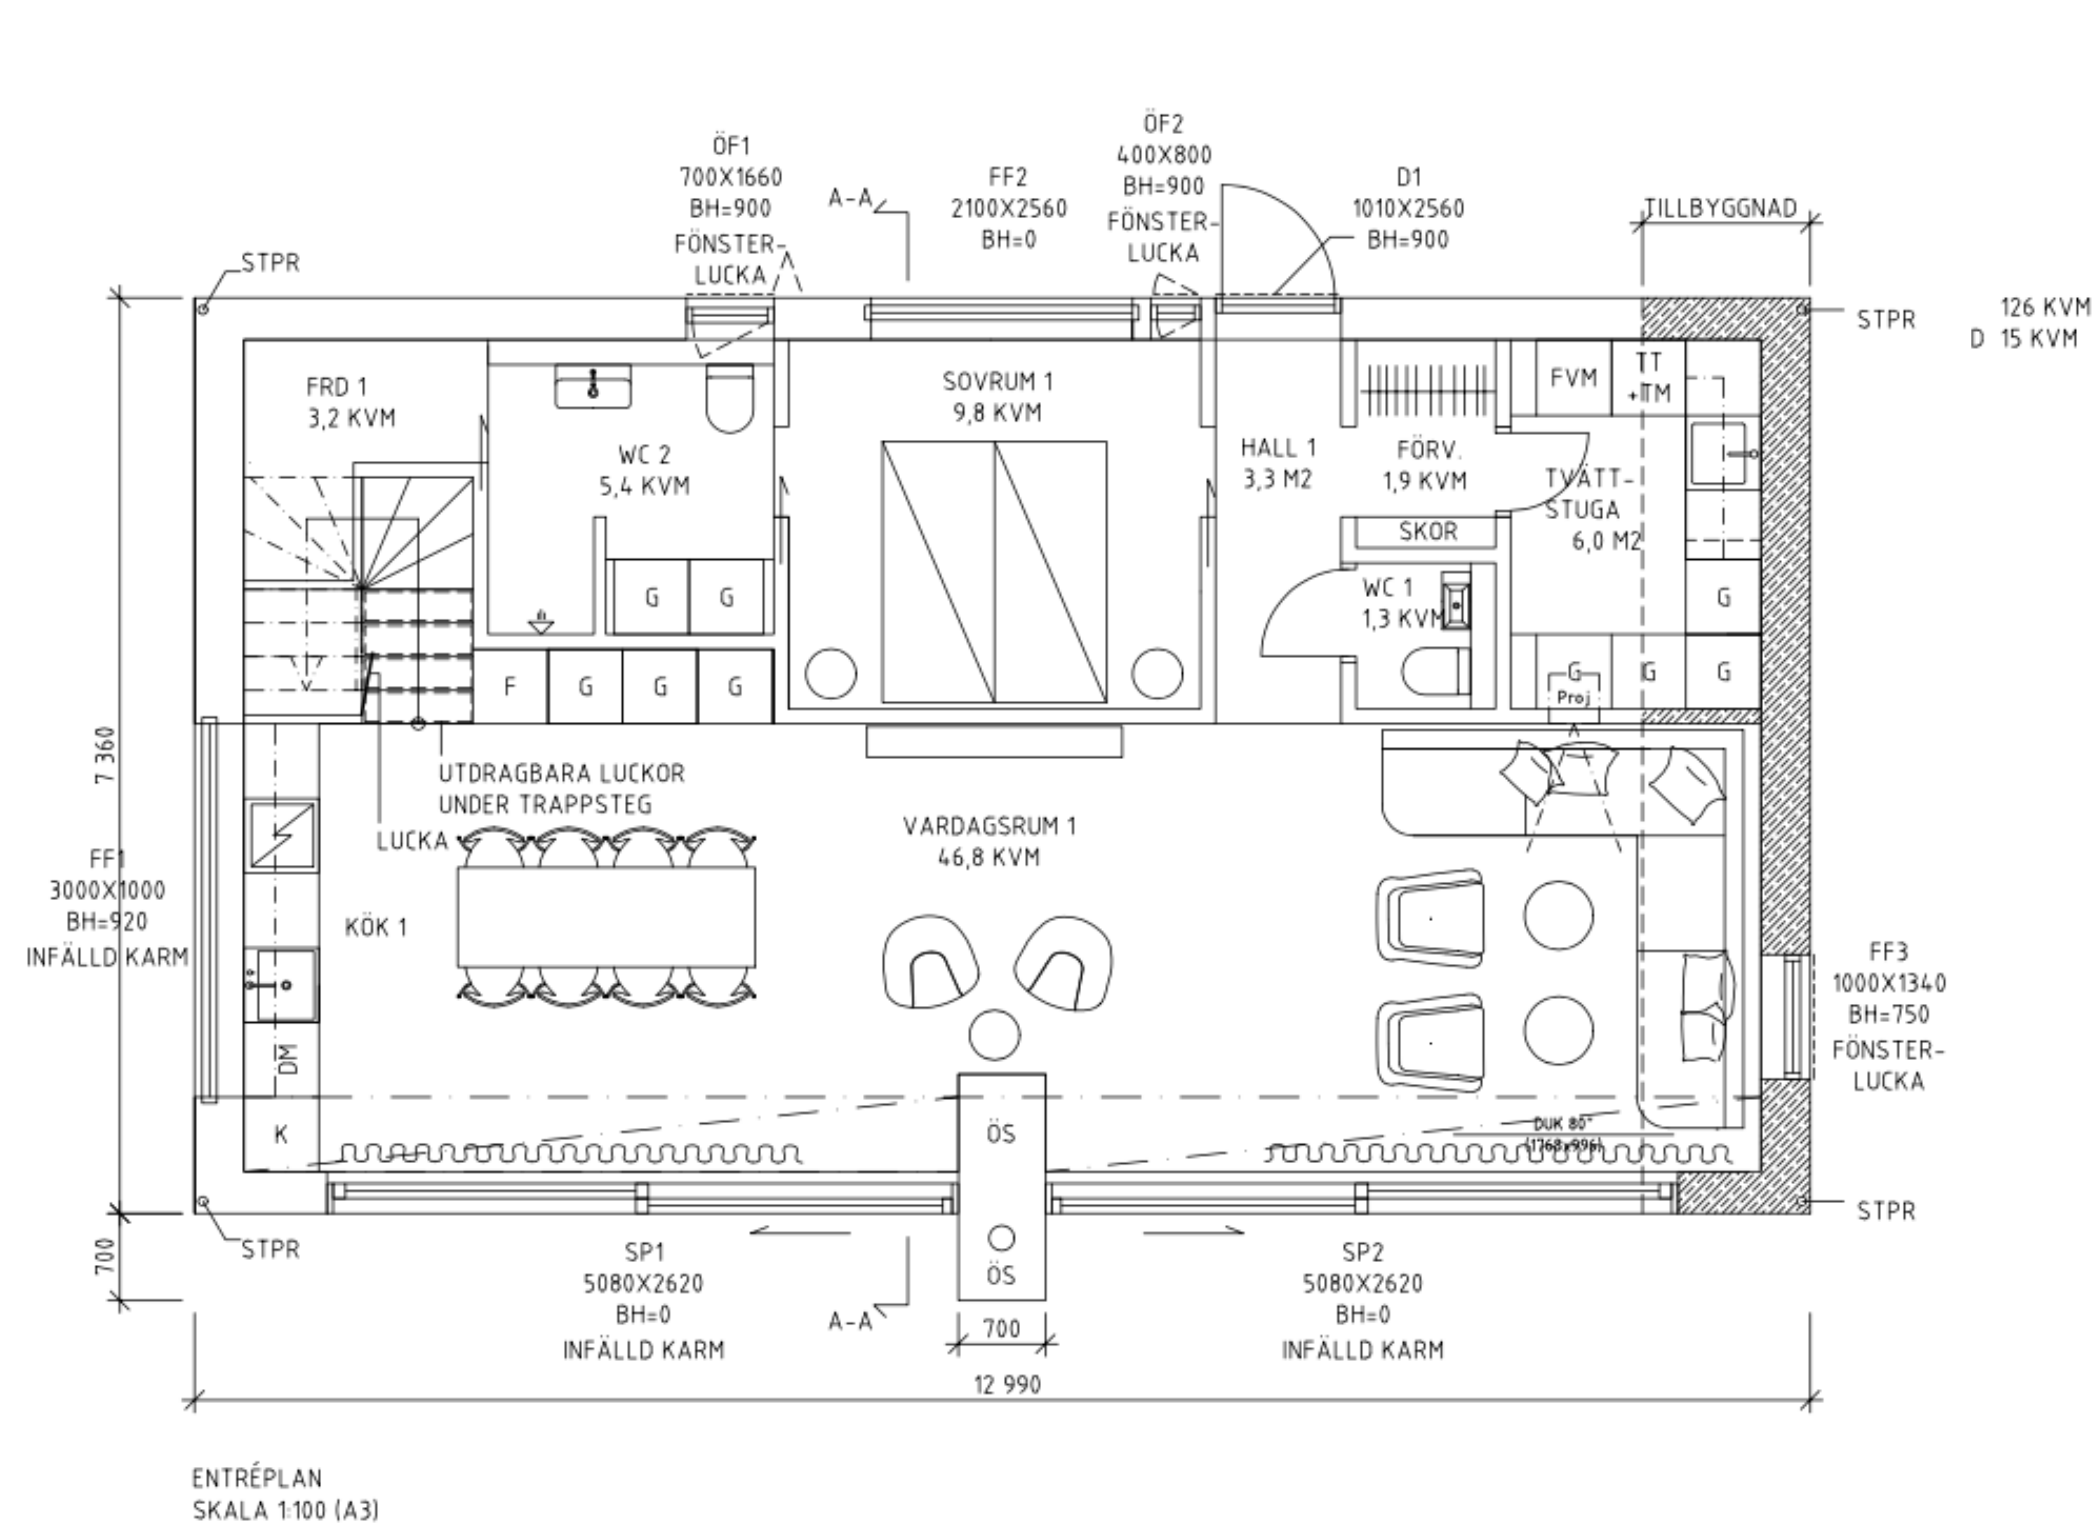 ÖF1
700X1660
BH=900
FÖNSTER-
LUCKA
A-A
FF2
2100X2560
BH=0
ÖF2
400X800
BH=900
FÖNSTER-
LUCKA
D1
1010X2560
BH=900
TILLBYGGNAD
STPR
STPR
126 KVM
D 15 KVM
FRD 1
3,2 KVM
WC 2
5,4 KVM
SOVRUM 1
9,8 KVM
HALL 1
3,3 M2
FÖRV.
1,9 KVM
SKOR
FVM
TT
+TM
TVÄTT-
STUGA
6,0 M2
WC 1
1,3 KVM
G
G
G
F
G
G
G
G
G
G
Proj
7 360
UTDRAGBARA LUCKOR
UNDER TRAPPSTEG
LUCKA
VARDAGSRUM 1
46,8 KVM
FF1
3000X1000
BH=920
INFÄLLD KARM
KÖK 1
DM
K
FF3
1000X1340
BH=750
FÖNSTER-
LUCKA
ÖS
DUK 80"
(1768x996)
STPR
STPR
700
SP1
5080X2620
BH=0
INFÄLLD KARM
A-A
ÖS
700
SP2
5080X2620
BH=0
INFÄLLD KARM
12 990
ENTRÉPLAN
SKALA 1:100 (A3)